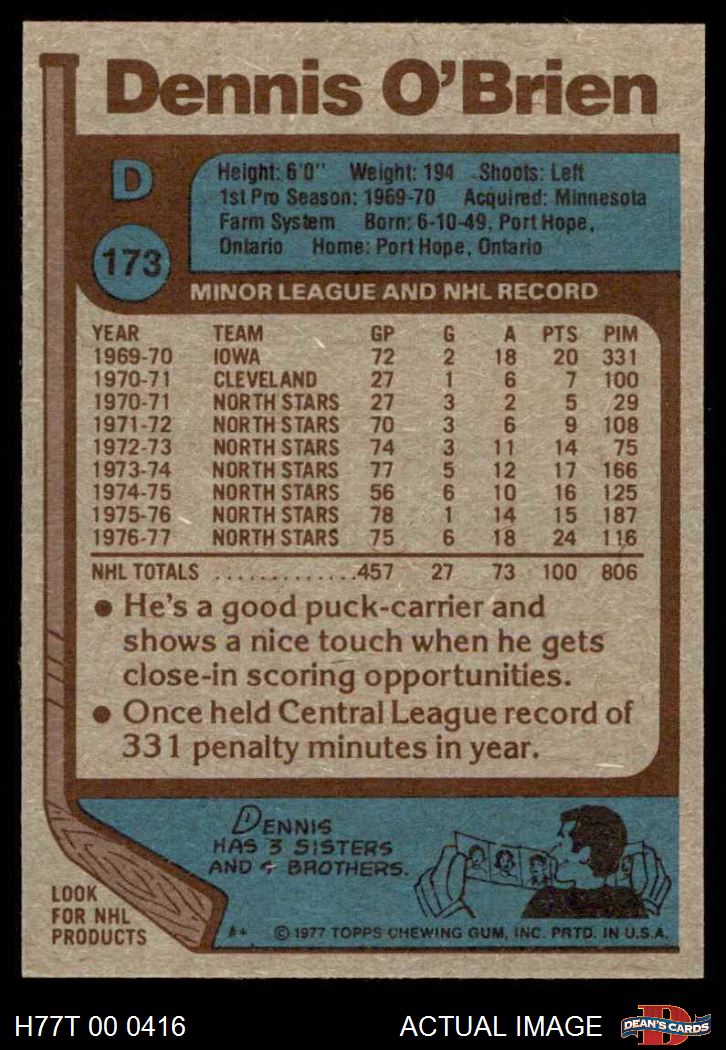 Dennis O'Brien
D
Height: 6'0" Weight: 194 Shoots: Left
1st Pro Season: 1969-70 Acquired: Minnesota
Farm System Born: 6-10-49, Port Hope,
Ontario Home: Port Hope, Ontario
173
MINOR LEAGUE AND NHL RECORD
YEAR TEAM GP G A PTS PIM
1969-70 IOWA 72 2 18 20 331
1970-71 CLEVELAND 27 1 6 7 100
1970-71 NORTH STARS 27 3 2 5 29
1971-72 NORTH STARS 70 3 6 9 108
1972-73 NORTH STARS 74 3 11 14 75
1973-74 NORTH STARS 77 5 12 17 166
1974-75 NORTH STARS 56 6 10 16 125
1975-76 NORTH STARS 78 1 14 15 187
1976-77 NORTH STARS 75 6 18 24 116
NHL TOTALS .............457 27 73 100 806
● He's a good puck-carrier and
shows a nice touch when he gets
close-in scoring opportunities.
● Once held Central League record of
331 penalty minutes in year.
DENNIS
HAS 3 SISTERS
AND 4 BROTHERS.
LOOK
FOR NHL
PRODUCTS
A* © 1977 TOPPS CHEWING GUM, INC. PRTD. IN U.S.A.
H77T 00 0416 ACTUAL IMAGE D DEAN'S CARDS